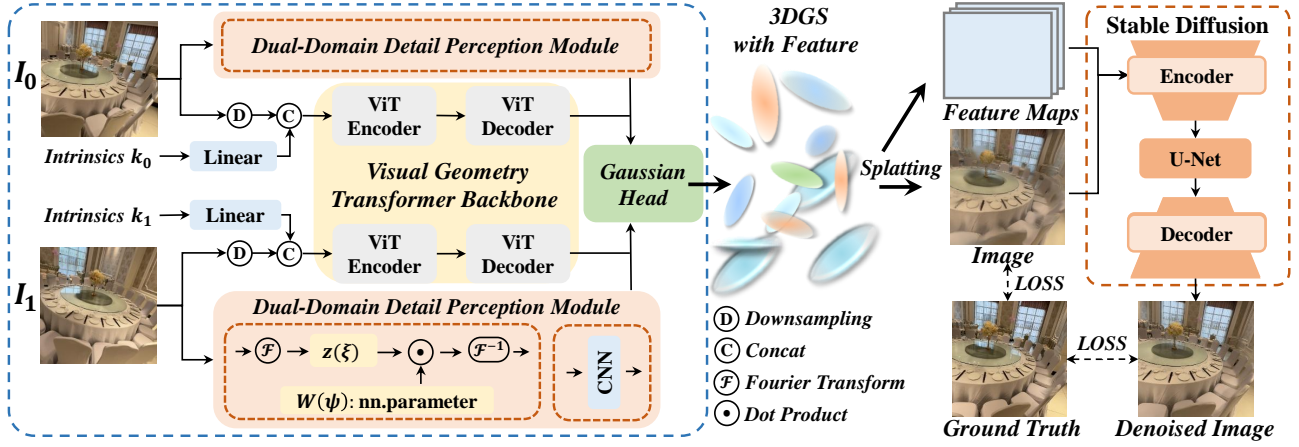 I0
Dual-Domain Detail Perception Module
D
C
ViT
Encoder
ViT
Decoder
Intrinsics k0
Linear
Visual Geometry
Transformer Backbone
Gaussian
Head
Intrinsics k1
Linear
I1
D
C
ViT
Encoder
ViT
Decoder
Dual-Domain Detail Perception Module
ℱ
z(ξ)
ℱ⁻¹
W(ψ): nn.parameter
CNN
3DGS
with Feature
Splatting
D Downsampling
C Concat
ℱ Fourier Transform
Dot Product
Feature Maps
Image
LOSS
Ground Truth
LOSS
Stable Diffusion
Encoder
U-Net
Decoder
Denoised Image